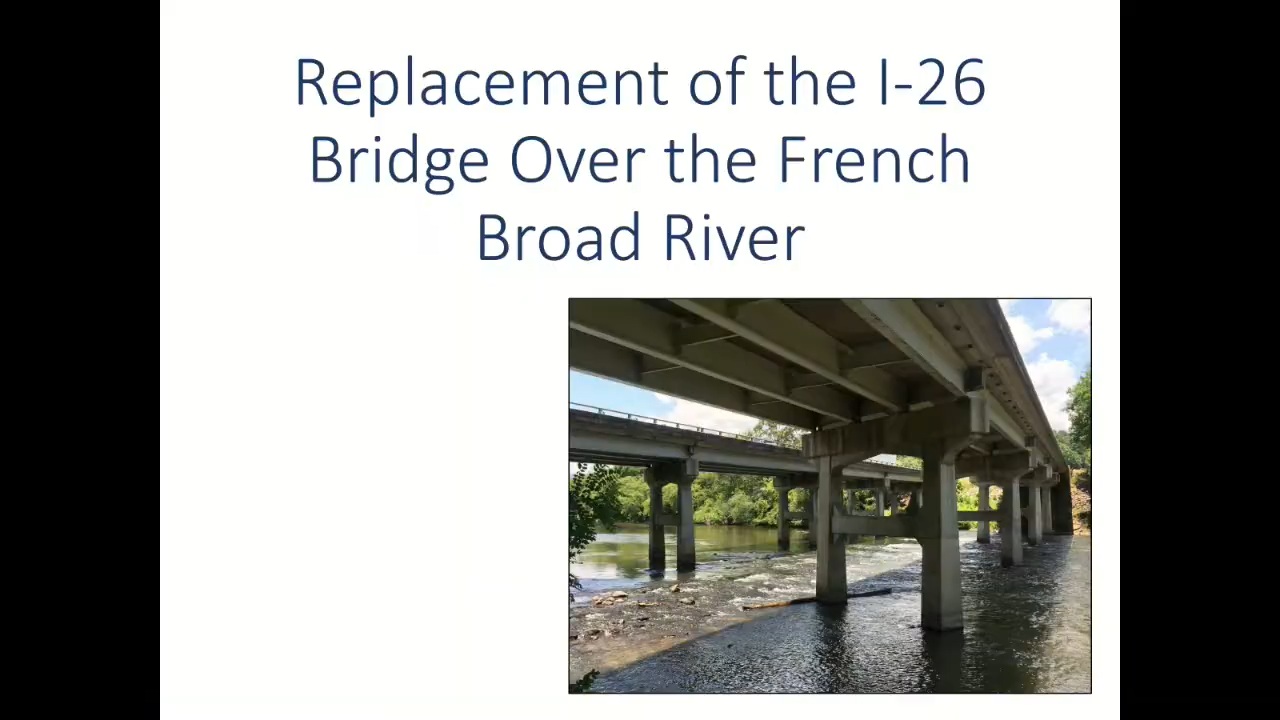 Replacement of the I-26
Bridge Over the French
Broad River